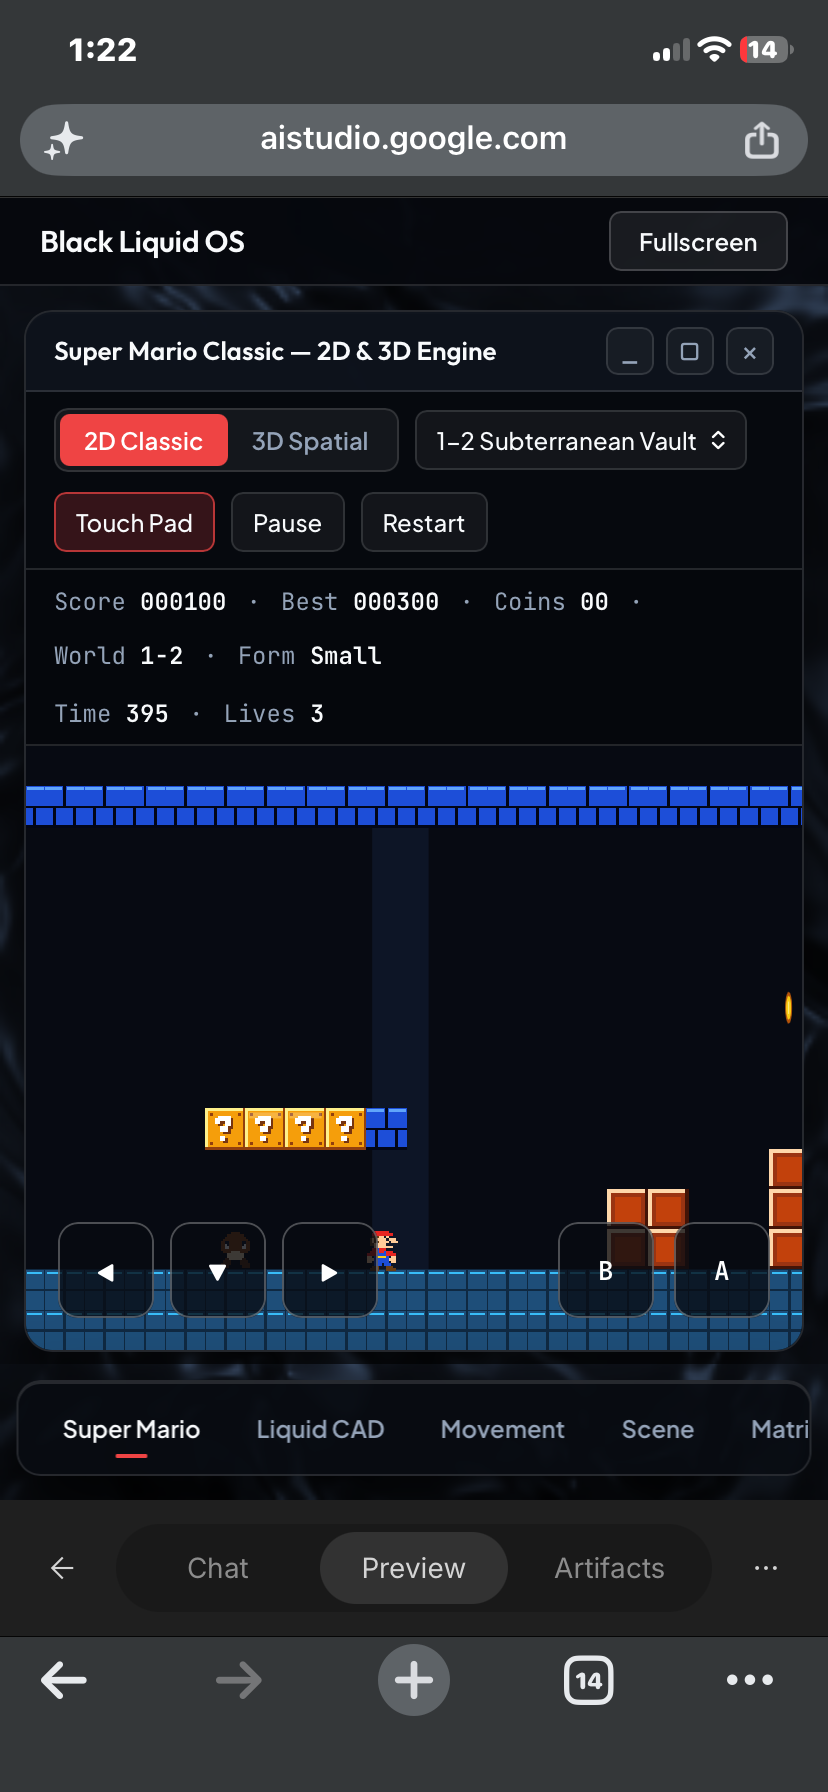 1:22
14
aistudio.google.com
Black Liquid OS
Fullscreen
Super Mario Classic — 2D & 3D Engine
2D Classic
3D Spatial
1-2 Subterranean Vault
Touch Pad
Pause
Restart
Score 000100 · Best 000300 · Coins 00 ·
World 1-2 · Form Small
Time 395 · Lives 3
? ? ? ?
B
A
Super Mario
Liquid CAD
Movement
Scene
Matri
Chat
Preview
Artifacts
14